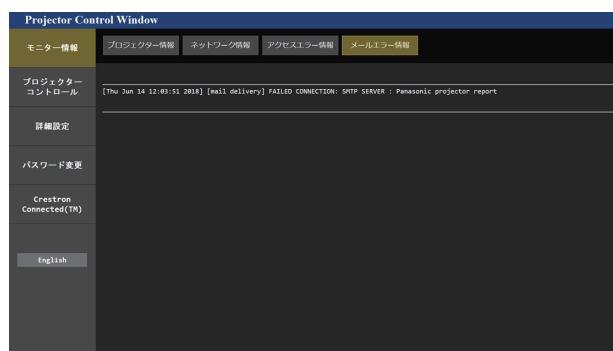 Projector Control Window
モニター情報
プロジェクター情報
ネットワーク情報
アクセスエラー情報
メールエラー情報
プロジェクター
コントロール
[Thu Jun 14 12:03:51 2018] [mail delivery] FAILED CONNECTION: SMTP SERVER : Panasonic projector report
詳細設定
パスワード変更
Crestron
Connected(TM)
English